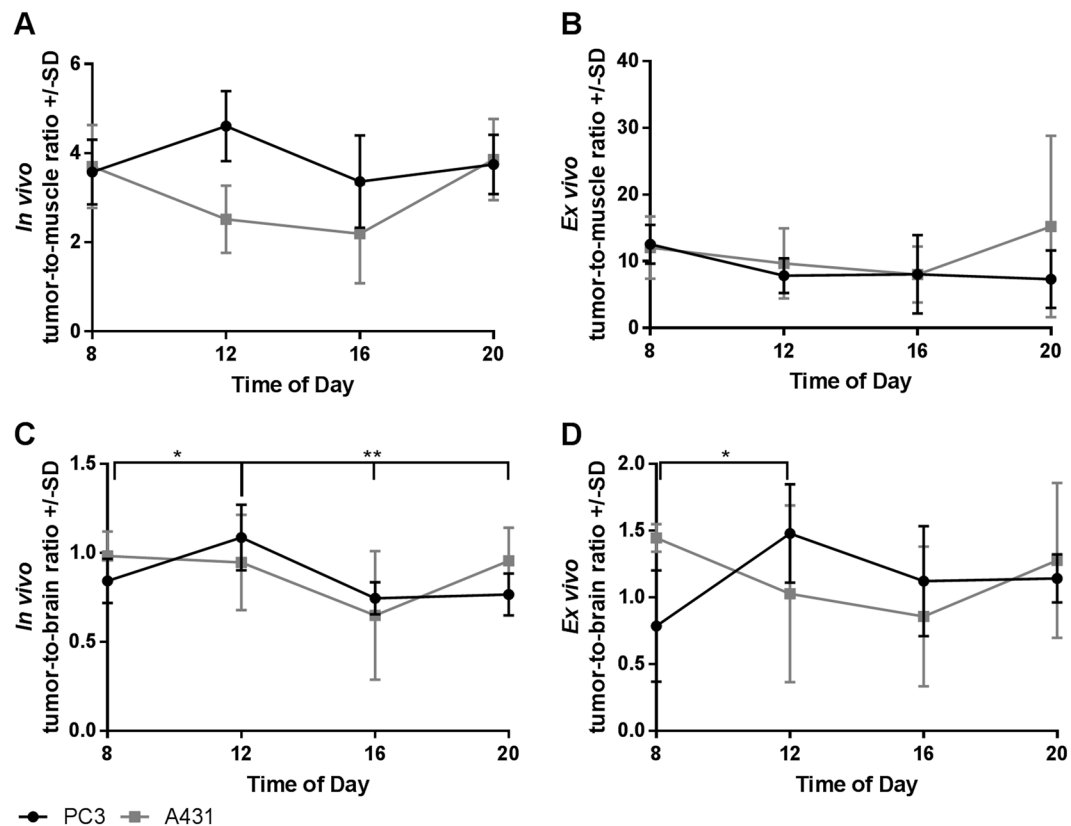 A
In vivo
tumor-to-muscle ratio +/-SD
6
4
2
0
8 12 16 20
Time of Day
B
Ex vivo
tumor-to-muscle ratio +/-SD
40
30
20
10
0
8 12 16 20
Time of Day
C
In vivo
tumor-to-brain ratio +/-SD
* **
1.5
1.0
0.5
0.0
8 12 16 20
Time of Day
D
Ex vivo
tumor-to-brain ratio +/-SD
*
2.0
1.5
1.0
0.5
0.0
8 12 16 20
Time of Day
PC3 A431